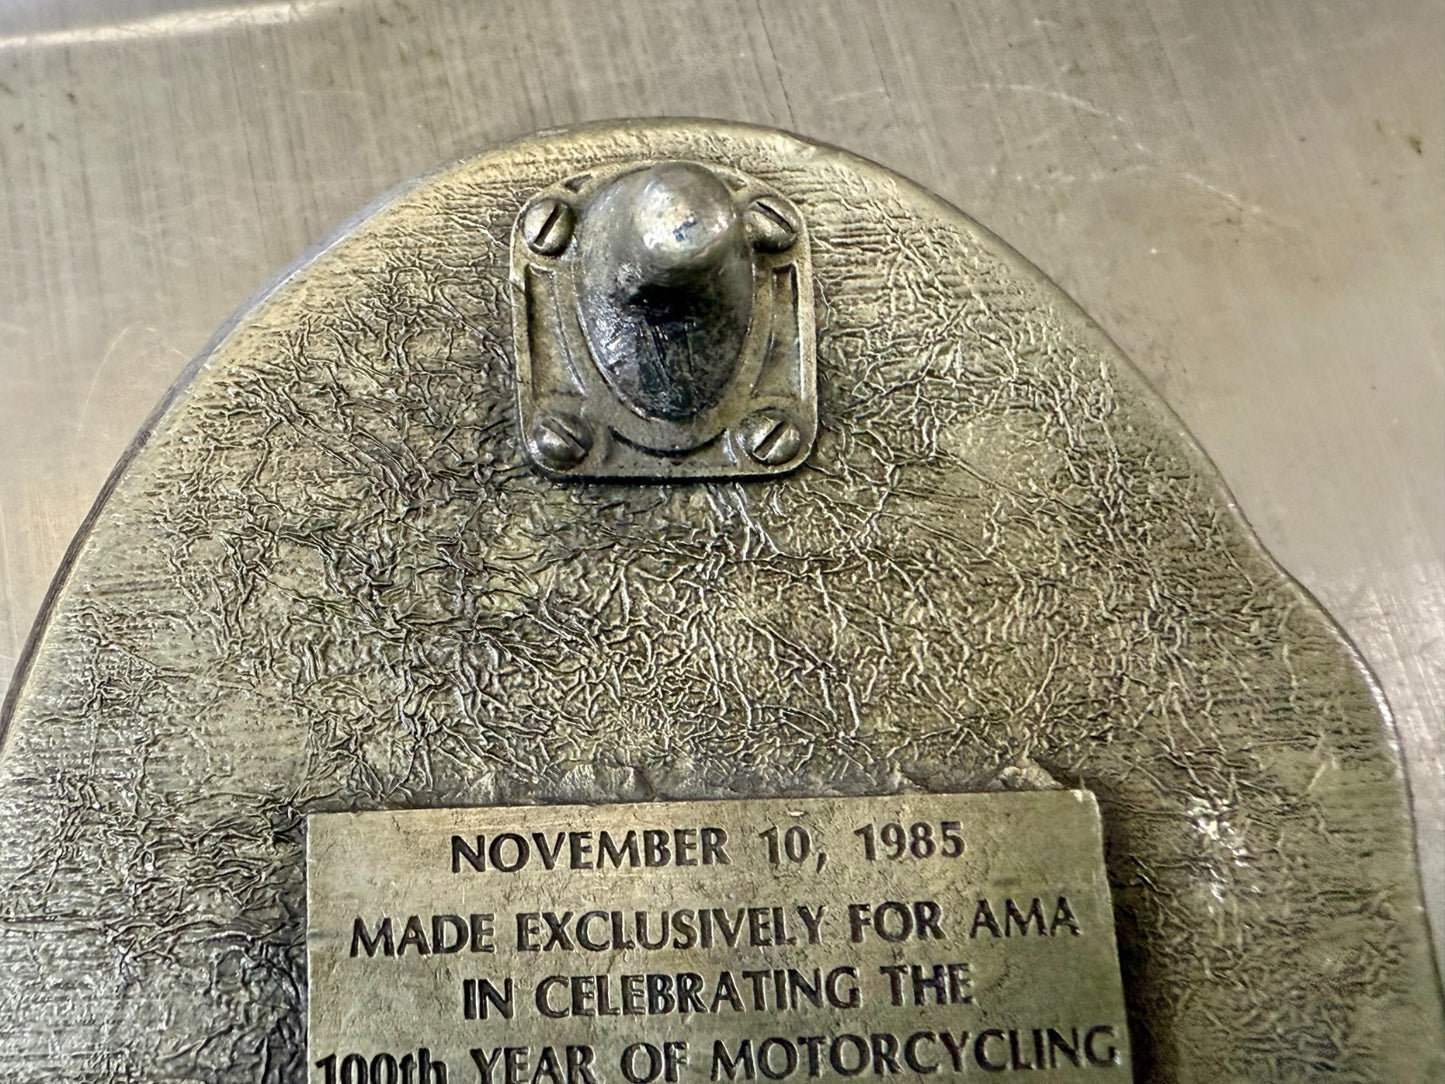 NOVEMBER 10, 1985
MADE EXCLUSIVELY FOR AMA
IN CELEBRATING THE
100th YEAR OF MOTORCYCLING